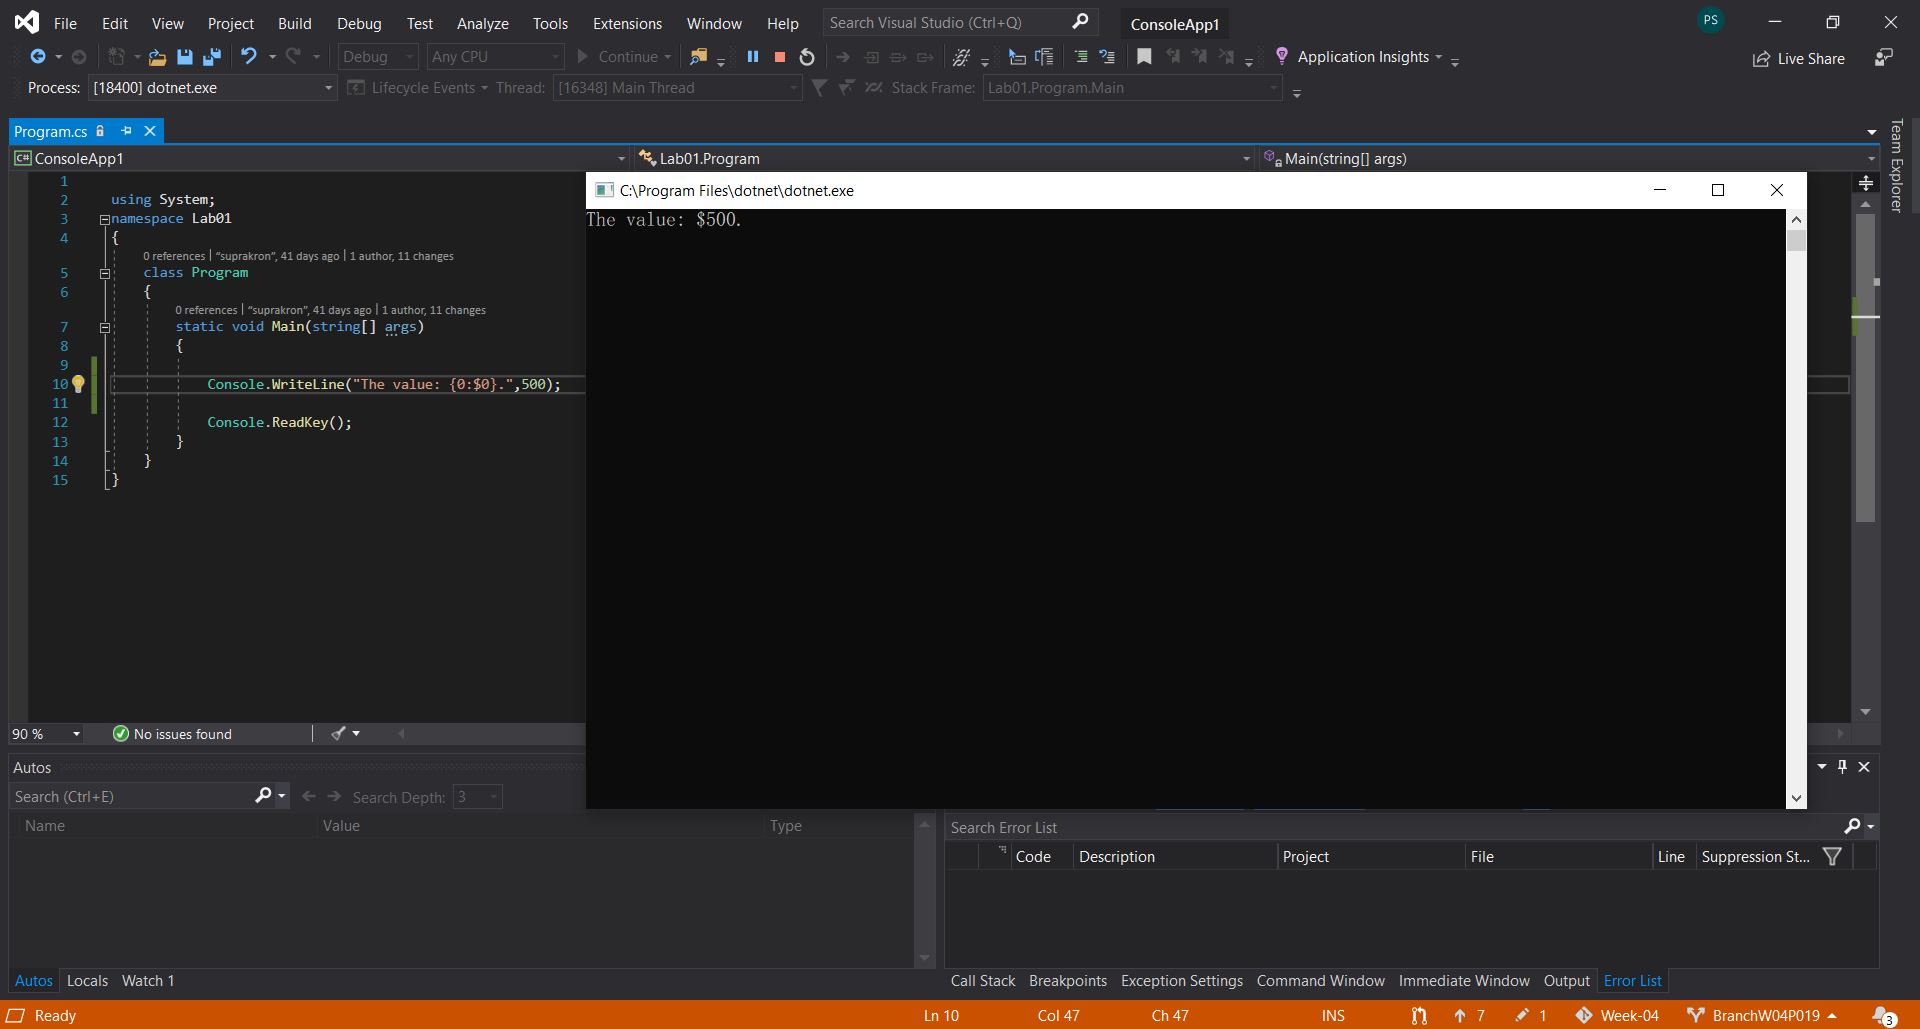 File Edit View Project Build Debug Test Analyze Tools Extensions Window Help Search Visual Studio (Ctrl+Q) ConsoleApp1 PS
Debug Any CPU Continue Application Insights Live Share
Process: [18400] dotnet.exe Lifecycle Events Thread: [16348] Main Thread Stack Frame: Lab01.Program.Main
Program.cs
Team Explorer
C# ConsoleApp1 Lab01.Program Main(string[] args)
C:\Program Files\dotnet\dotnet.exe
The value: $500.
1
2 using System;
3 namespace Lab01
4 {
0 references | “suprakron”, 41 days ago | 1 author, 11 changes
5 class Program
6 {
0 references | “suprakron”, 41 days ago | 1 author, 11 changes
7 static void Main(string[] args)
8 {
9
10 Console.WriteLine("The value: {0:$0}.",500);
11
12 Console.ReadKey();
13 }
14 }
15 }
90 % No issues found
Autos
Search (Ctrl+E) Search Depth: 3
Name Value Type
Search Error List
Code Description Project File Line Suppression St...
Autos Locals Watch 1
Call Stack Breakpoints Exception Settings Command Window Immediate Window Output Error List
Ready Ln 10 Col 47 Ch 47 INS 7 1 Week-04 BranchW04P019 3